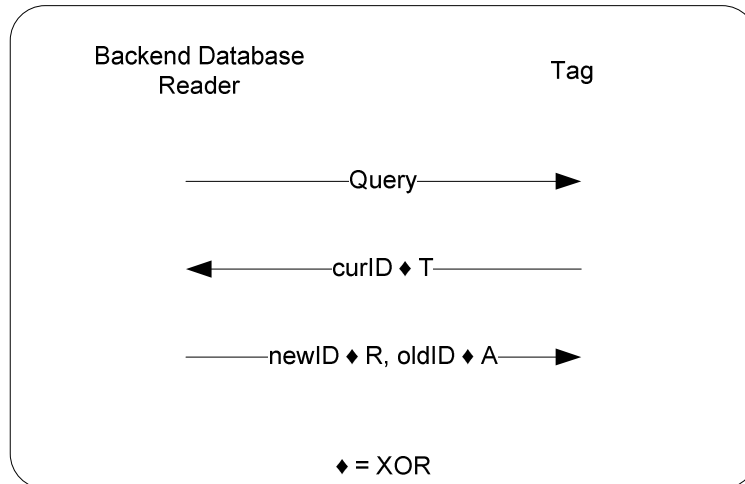 Backend Database
Reader
Tag
Query
curID ♦ T
newID ♦ R, oldID ♦ A
♦ = XOR